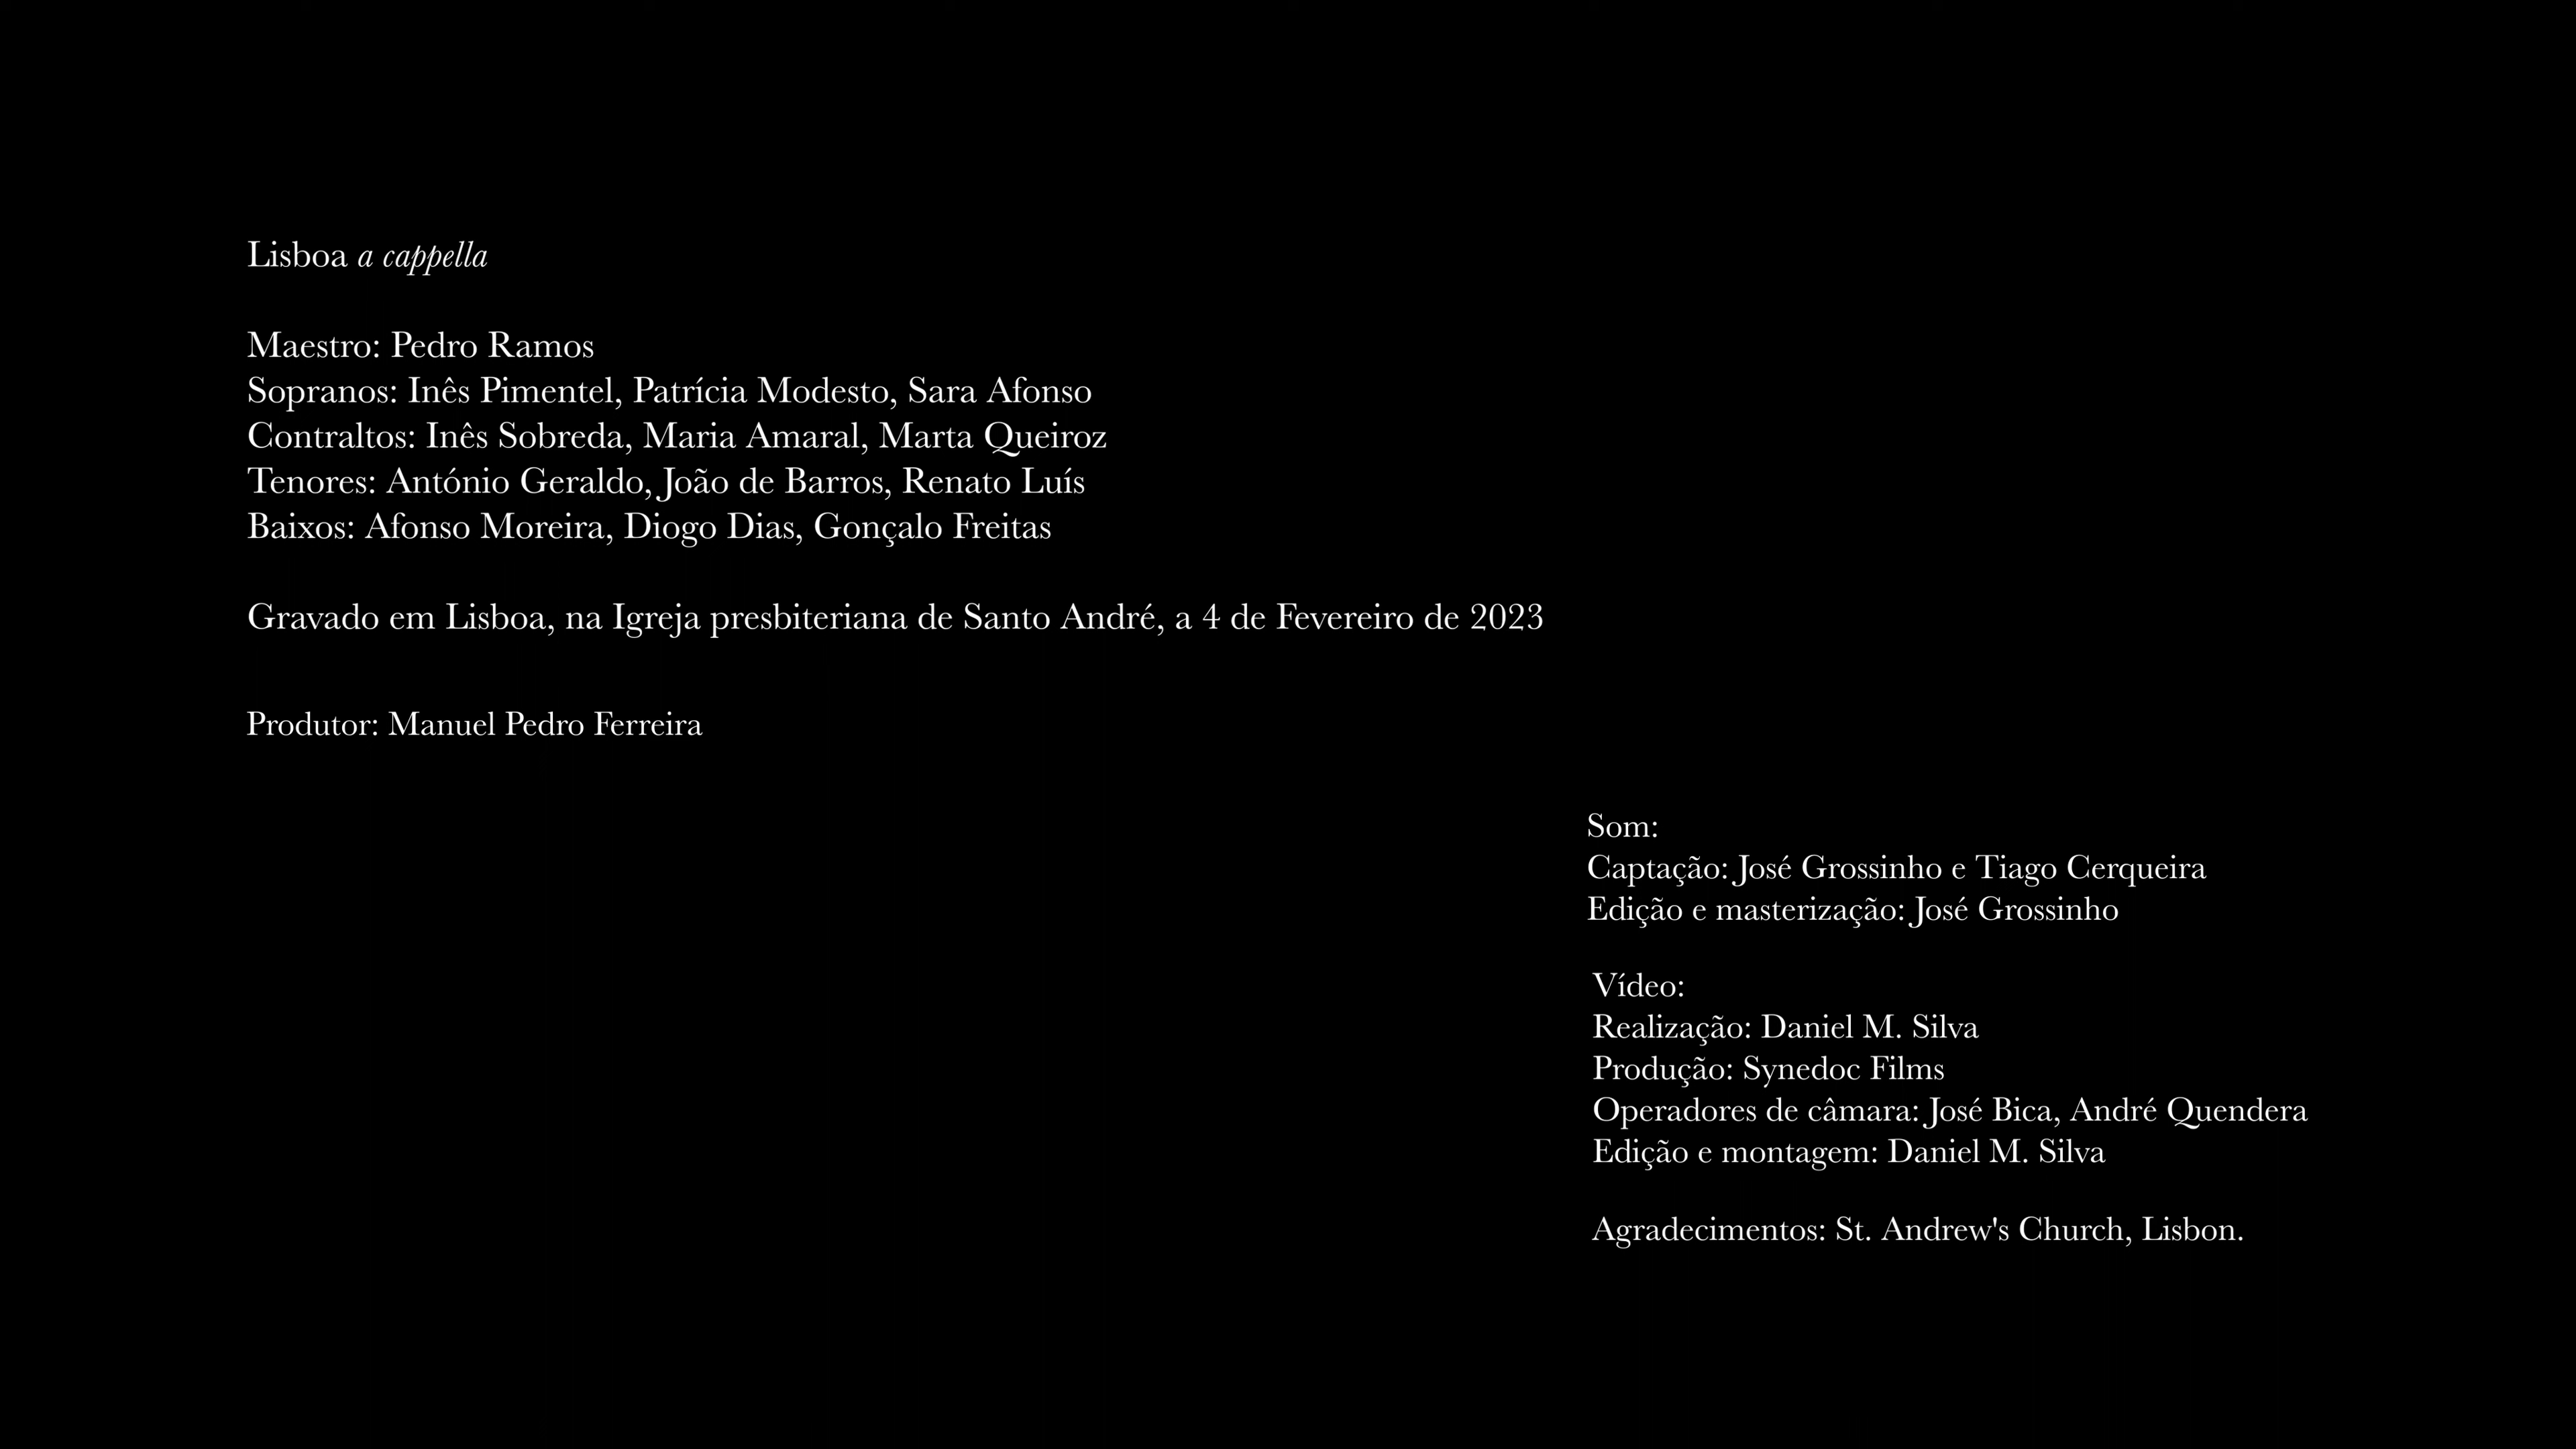 Lisboa a cappella
Maestro: Pedro Ramos
Sopranos: Inês Pimentel, Patrícia Modesto, Sara Afonso
Contraltos: Inês Sobreda, Maria Amaral, Marta Queiroz
Tenores: António Geraldo, João de Barros, Renato Luís
Baixos: Afonso Moreira, Diogo Dias, Gonçalo Freitas
Gravado em Lisboa, na Igreja presbiteriana de Santo André, a 4 de Fevereiro de 2023
Produtor: Manuel Pedro Ferreira
Som:
Captação: José Grossinho e Tiago Cerqueira
Edição e masterização: José Grossinho
Vídeo:
Realização: Daniel M. Silva
Produção: Synedoc Films
Operadores de câmara: José Bica, André Quendera
Edição e montagem: Daniel M. Silva
Agradecimentos: St. Andrew's Church, Lisbon.